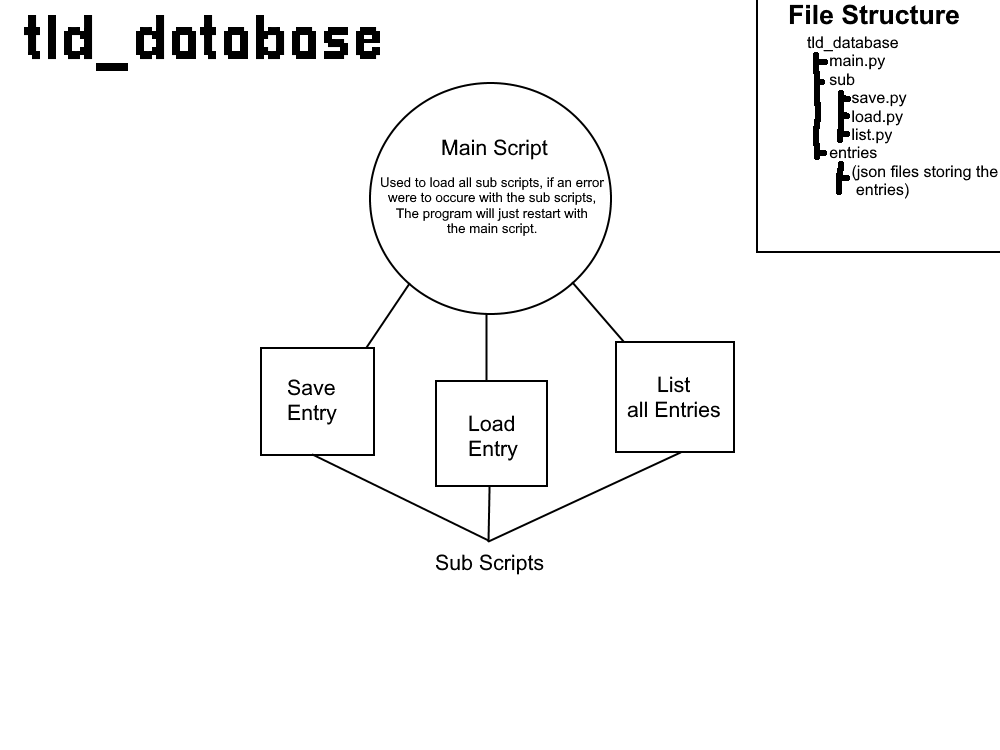 tld_database
File Structure
tld_database
main.py
sub
save.py
load.py
list.py
entries
(json files storing the
entries)
Main Script
Used to load all sub scripts, if an error
were to occure with the sub scripts,
The program will just restart with
the main script.
Save
Entry
Load
Entry
List
all Entries
Sub Scripts